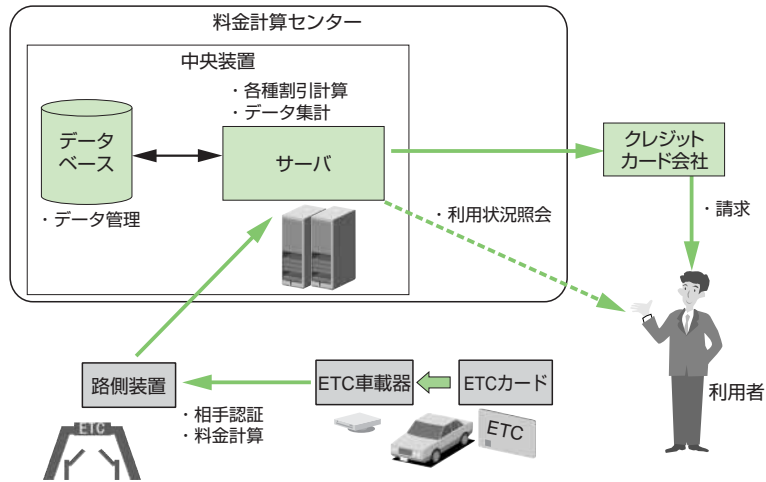 料金計算センター
中央装置
・各種割引計算
・データ集計
データ
ベース
サーバ
クレジット
カード会社
・データ管理
・利用状況照会
・請求
路側装置
ETC車載器
ETCカード
利用者
・相手認証
・料金計算
ETC
ETC